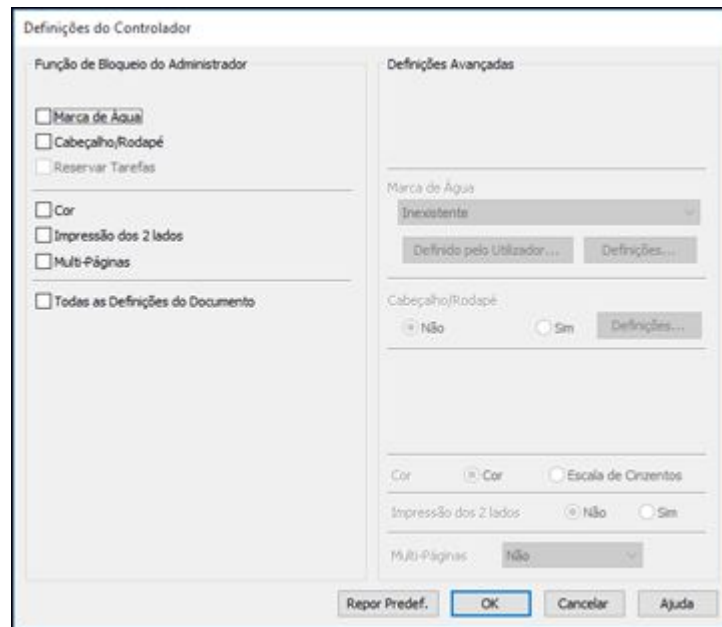 Definições do Controlador
Função de Bloqueio do Administrador
Marca de Água
Cabeçalho/Rodapé
Reservar Tarefas
Cor
Impressão dos 2 lados
Multi-Páginas
Todas as Definições do Documento
Definições Avançadas
Marca de Água
Inexistente
Definido pelo Utilizador... Definições...
Cabeçalho/Rodapé
Não Sim Definições...
Cor Cor Escala de Cinzentos
Impressão dos 2 lados Não Sim
Multi-Páginas Não
Repor Predef. OK Cancelar Ajuda